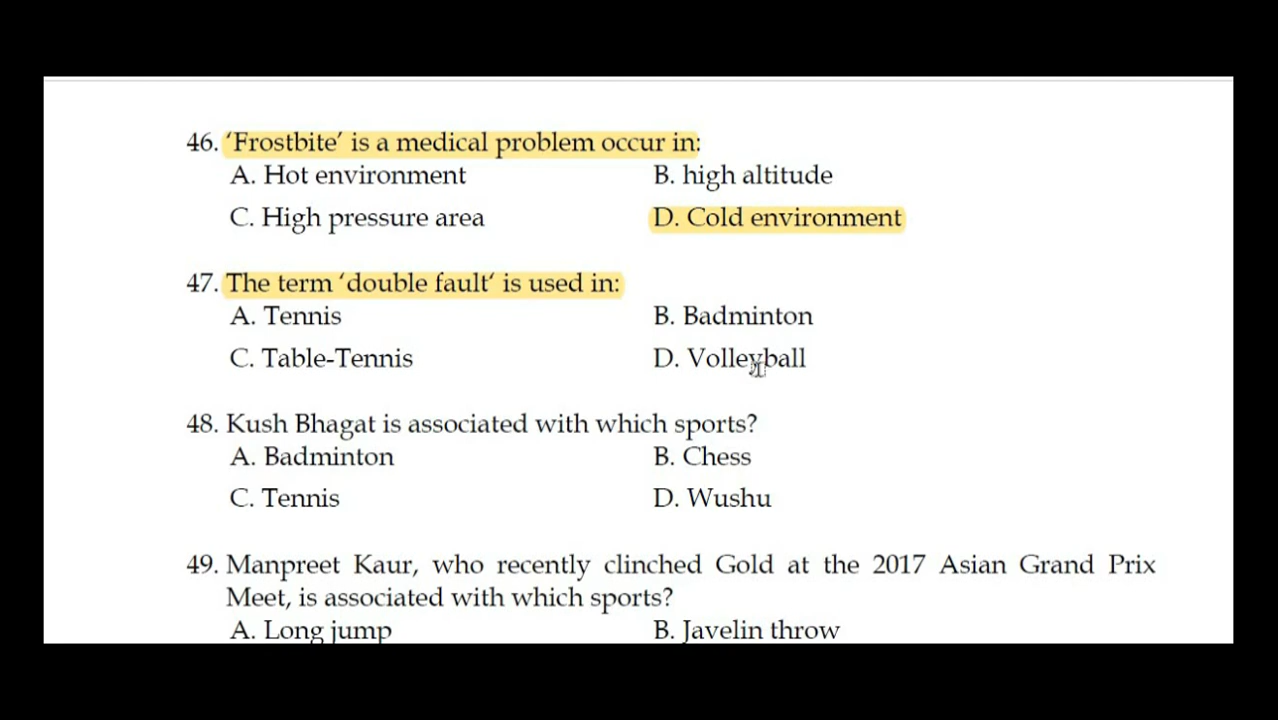 46. ‘Frostbite’ is a medical problem occur in:
A. Hot environment B. high altitude
C. High pressure area D. Cold environment
47. The term ‘double fault’ is used in:
A. Tennis B. Badminton
C. Table-Tennis D. Volleyball
48. Kush Bhagat is associated with which sports?
A. Badminton B. Chess
C. Tennis D. Wushu
49. Manpreet Kaur, who recently clinched Gold at the 2017 Asian Grand Prix
Meet, is associated with which sports?
A. Long jump B. Javelin throw